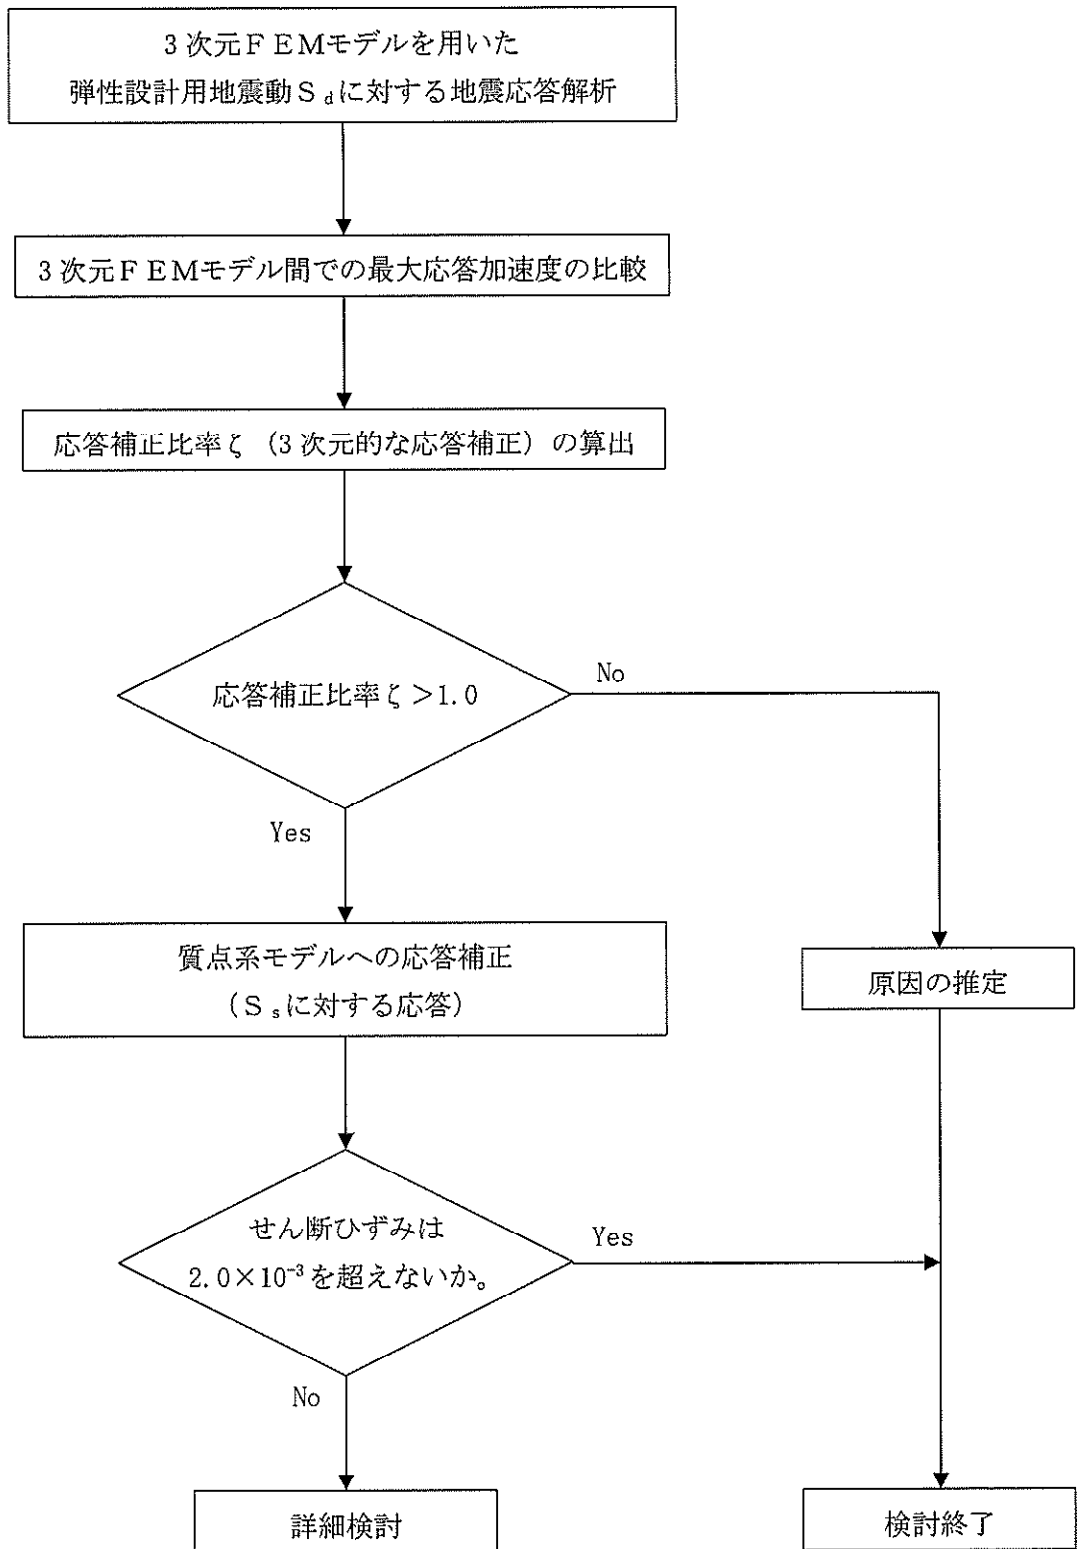 3次元FEMモデルを用いた
弾性設計用地震動Sdに対する地震応答解析
3次元FEMモデル間での最大応答加速度の比較
応答補正比率ζ（3次元的な応答補正）の算出
応答補正比率ζ>1.0
No
Yes
質点系モデルへの応答補正
（Ssに対する応答）
原因の推定
せん断ひずみは
2.0×10⁻³を超えないか。
Yes
No
詳細検討
検討終了